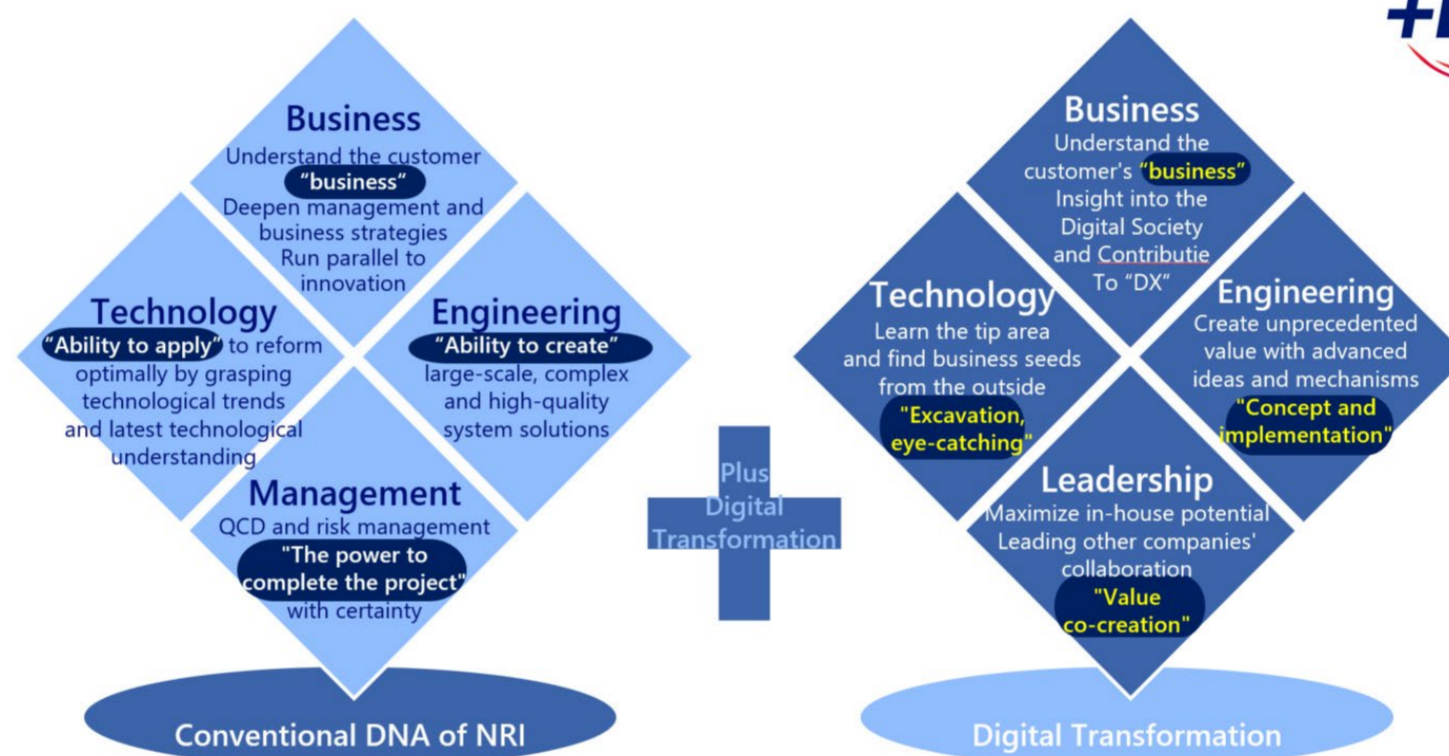 Business
Understand the customer
“business“
Deepen management and
business strategies
Run parallel to
innovation
Technology
“Ability to apply” to reform
optimally by grasping
technological trends
and latest technological
understanding
Engineering
“Ability to create”
large-scale, complex
and high-quality
system solutions
Management
QCD and risk management
"The power to
complete the project"
with certainty
Conventional DNA of NRI
Plus
Digital
Transformation
Business
Understand the
customer's “business”
Insight into the
Digital Society
and Contributie
To “DX”
Technology
Learn the tip area
and find business seeds
from the outside
"Excavation,
eye-catching"
Engineering
Create unprecedented
value with advanced
ideas and mechanisms
"Concept and
implementation"
Leadership
Maximize in-house potential
Leading other companies'
collaboration
"Value
co-creation"
Digital Transformation